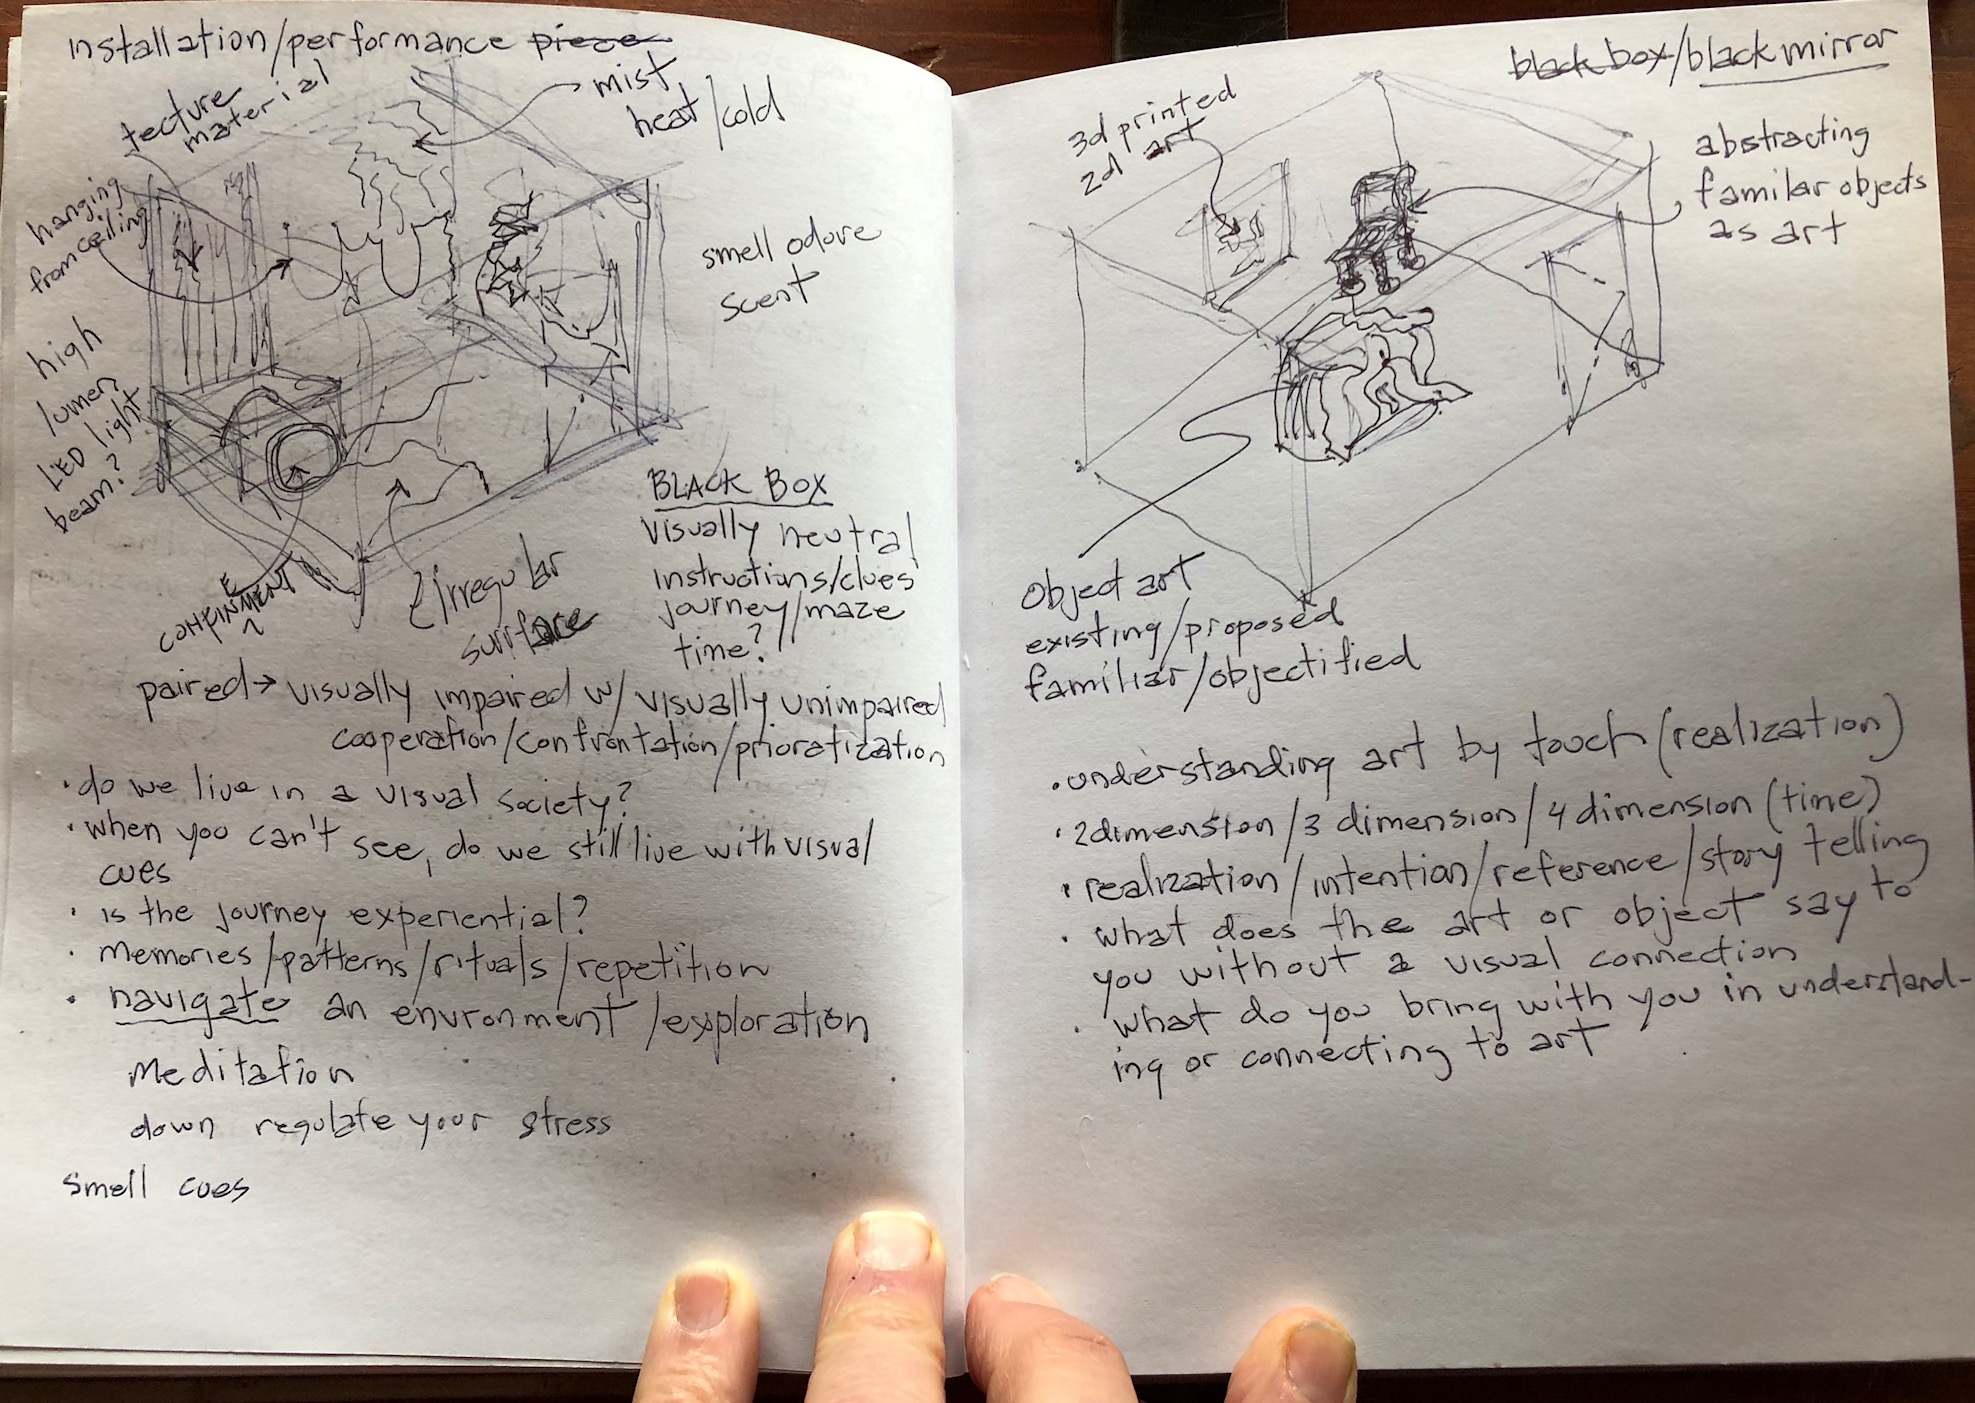 installation/performance piece
tecture
material
mist
heat/cold
hanging
from ceiling
smell odore
scent
high
lumen
LED light
beam?
confinEment
irregular
surface
BLACK BOX
visually neutral
instructions/clues
journey/maze
time?
paired → visually impaired w/ visually unimpaired
cooperation/confrontation/prioratization
· do we live in a visual society?
· when you can't see, do we still live with visual
cues
· is the journey experiential?
· memories/patterns/rituals/repetition
· navigate an envuronment/exploration
meditation
down regulate your stress
smell cues
black box/black mirror
3d printed
2d art
abstracting
familar objects
as art
object art
existing/proposed
familiar/objectified
· understanding art by touch (realization)
· 2dimension/3 dimension/4 dimension (time)
· realization/intention/reference/story telling
· what does the art or object say to
you without a visual connection
· what do you bring with you in understand-
ing or connecting to art